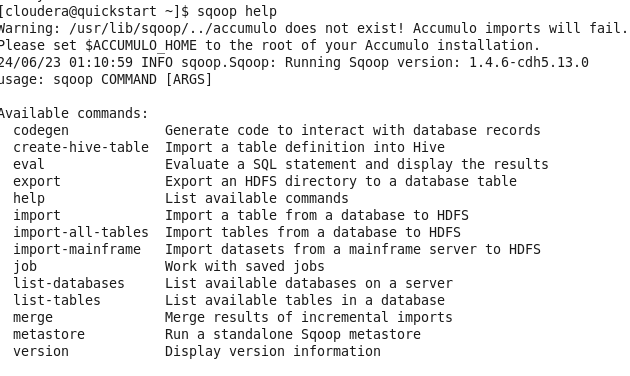 [cloudera@quickstart ~]$ sqoop help
Warning: /usr/lib/sqoop/../accumulo does not exist! Accumulo imports will fail.
Please set $ACCUMULO_HOME to the root of your Accumulo installation.
24/06/23 01:10:59 INFO sqoop.Sqoop: Running Sqoop version: 1.4.6-cdh5.13.0
usage: sqoop COMMAND [ARGS]

Available commands:
  codegen            Generate code to interact with database records
  create-hive-table  Import a table definition into Hive
  eval               Evaluate a SQL statement and display the results
  export             Export an HDFS directory to a database table
  help               List available commands
  import             Import a table from a database to HDFS
  import-all-tables  Import tables from a database to HDFS
  import-mainframe   Import datasets from a mainframe server to HDFS
  job                Work with saved jobs
  list-databases     List available databases on a server
  list-tables        List available tables in a database
  merge              Merge results of incremental imports
  metastore          Run a standalone Sqoop metastore
  version            Display version information